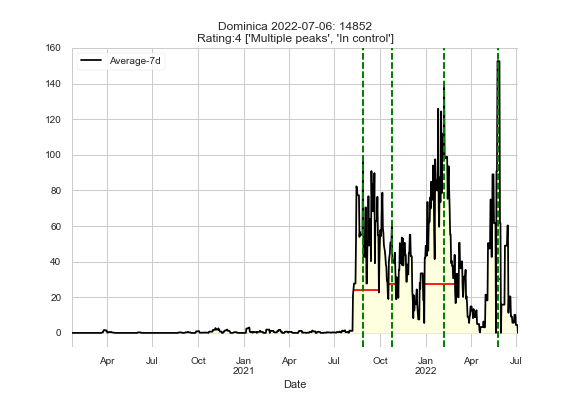 Dominica 2022-07-06: 14852
Rating:4 ['Multiple peaks', 'In control']
Average-7d
160
140
120
100
80
60
40
20
0
Apr Jul Oct Jan Apr Jul Oct Jan Apr Jul
2021 2022
Date